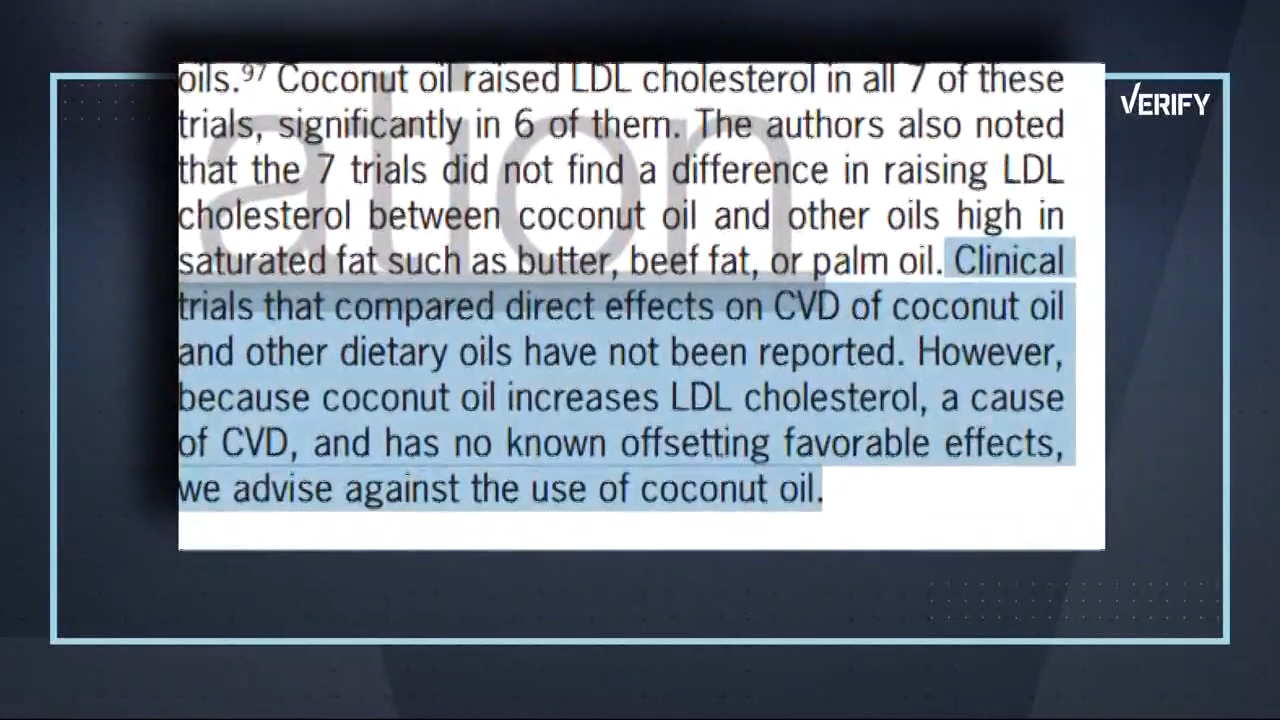 VERIFY
oils.97 Coconut oil raised LDL cholesterol in all 7 of these
trials, significantly in 6 of them. The authors also noted
that the 7 trials did not find a difference in raising LDL
cholesterol between coconut oil and other oils high in
saturated fat such as butter, beef fat, or palm oil. Clinical
trials that compared direct effects on CVD of coconut oil
and other dietary oils have not been reported. However,
because coconut oil increases LDL cholesterol, a cause
of CVD, and has no known offsetting favorable effects,
we advise against the use of coconut oil.
ation